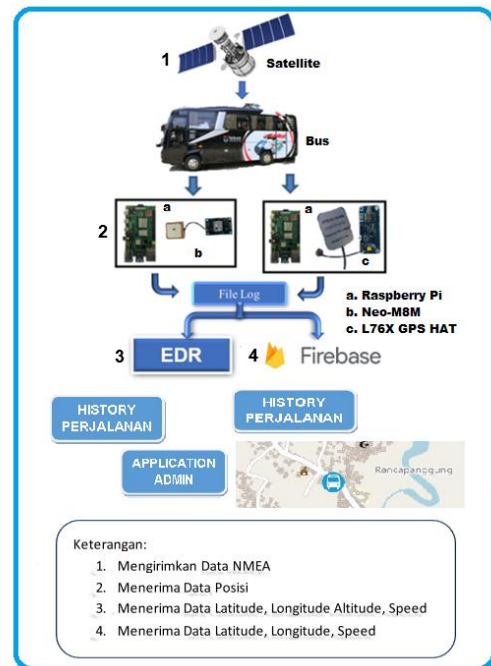 1
Satellite
Bus
2
a
b
a
c
File Log
a. Raspberry Pi
b. Neo-M8M
c. L76X GPS HAT
3
EDR
4
Firebase
HISTORY
PERJALANAN
HISTORY
PERJALANAN
APPLICATION
ADMIN
Rancapanggung
Keterangan:
1. Mengirimkan Data NMEA
2. Menerima Data Posisi
3. Menerima Data Latitude, Longitude Altitude, Speed
4. Menerima Data Latitude, Longitude, Speed